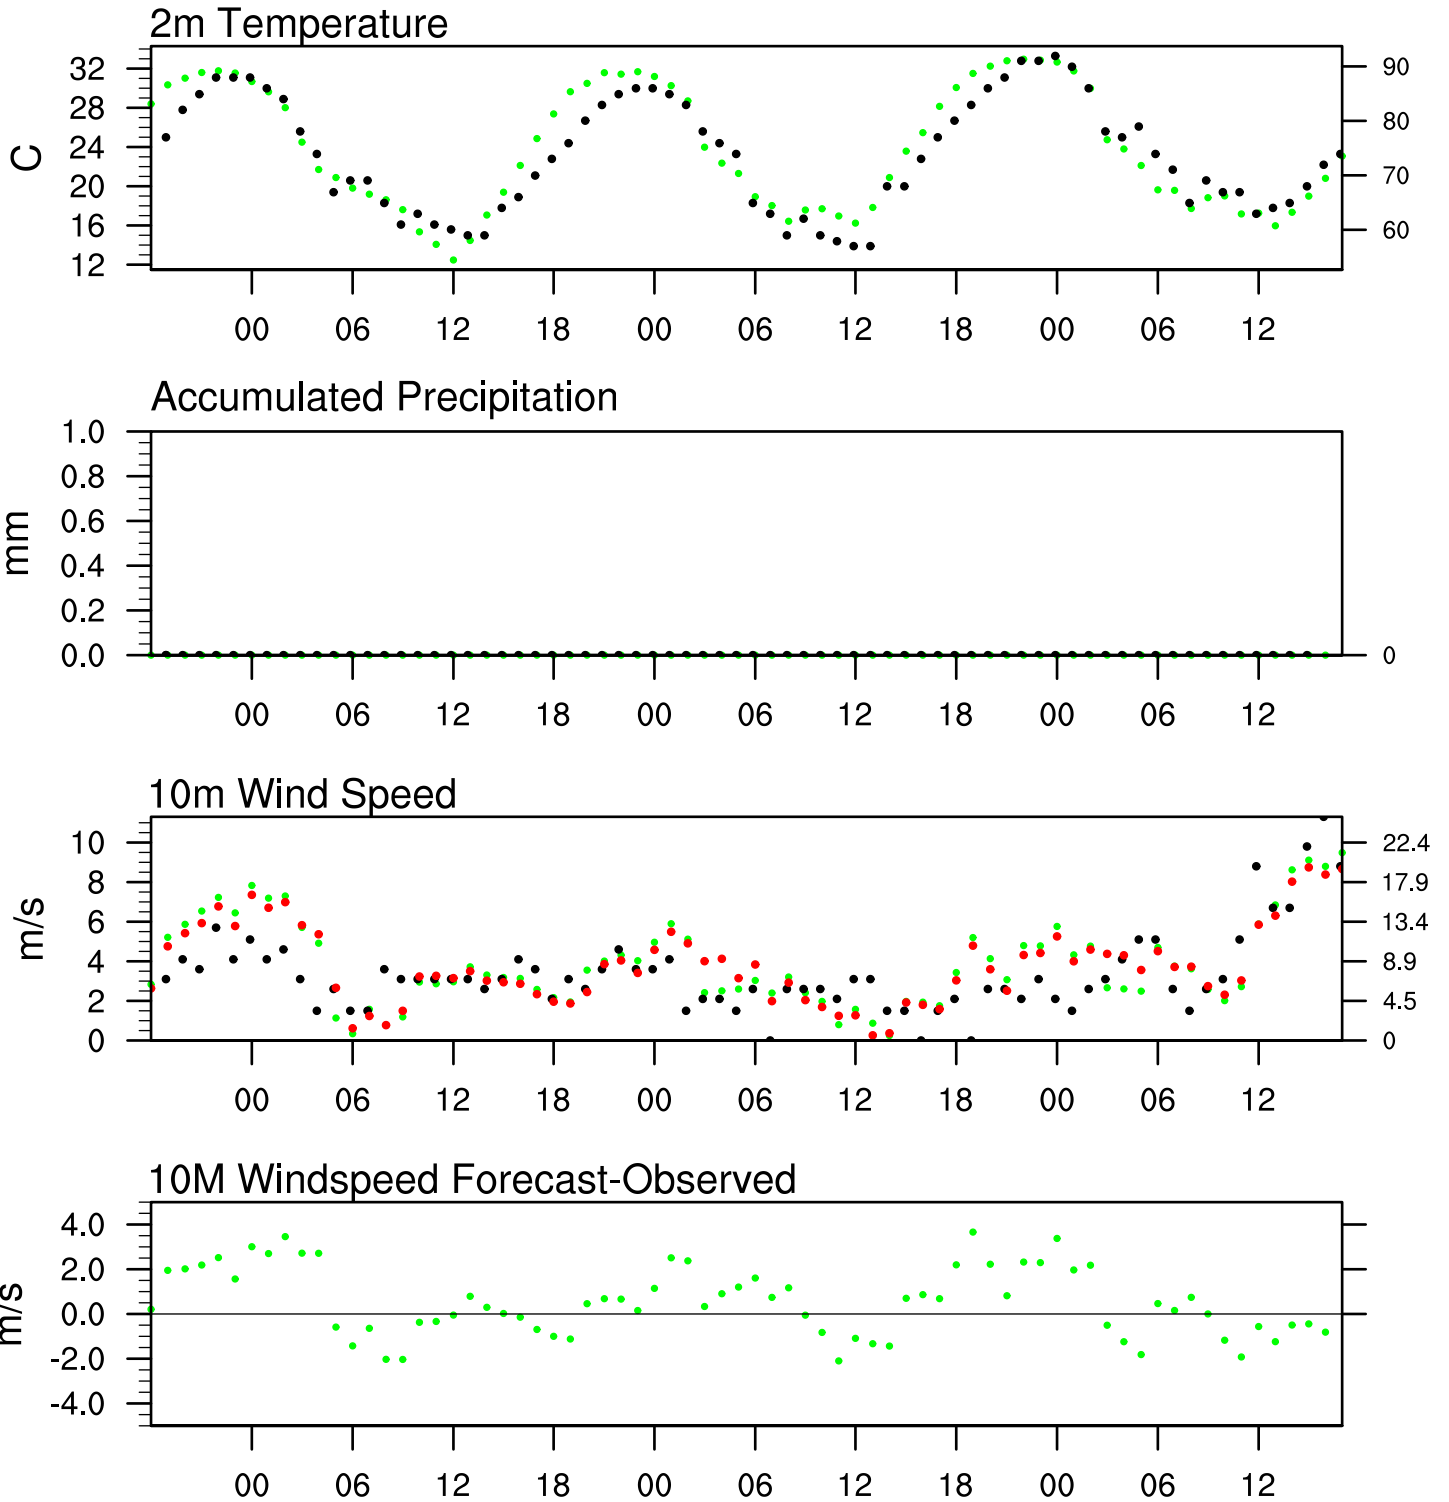 2m Temperature
32
28
24
20
16
12
C
90
80
70
60
00 06 12 18 00 06 12 18 00 06 12
Accumulated Precipitation
1.0
0.8
0.6
0.4
0.2
0.0
mm
0
00 06 12 18 00 06 12 18 00 06 12
10m Wind Speed
10
8
6
4
2
0
m/s
22.4
17.9
13.4
8.9
4.5
0
00 06 12 18 00 06 12 18 00 06 12
10M Windspeed Forecast-Observed
4.0
2.0
0.0
-2.0
-4.0
m/s
00 06 12 18 00 06 12 18 00 06 12